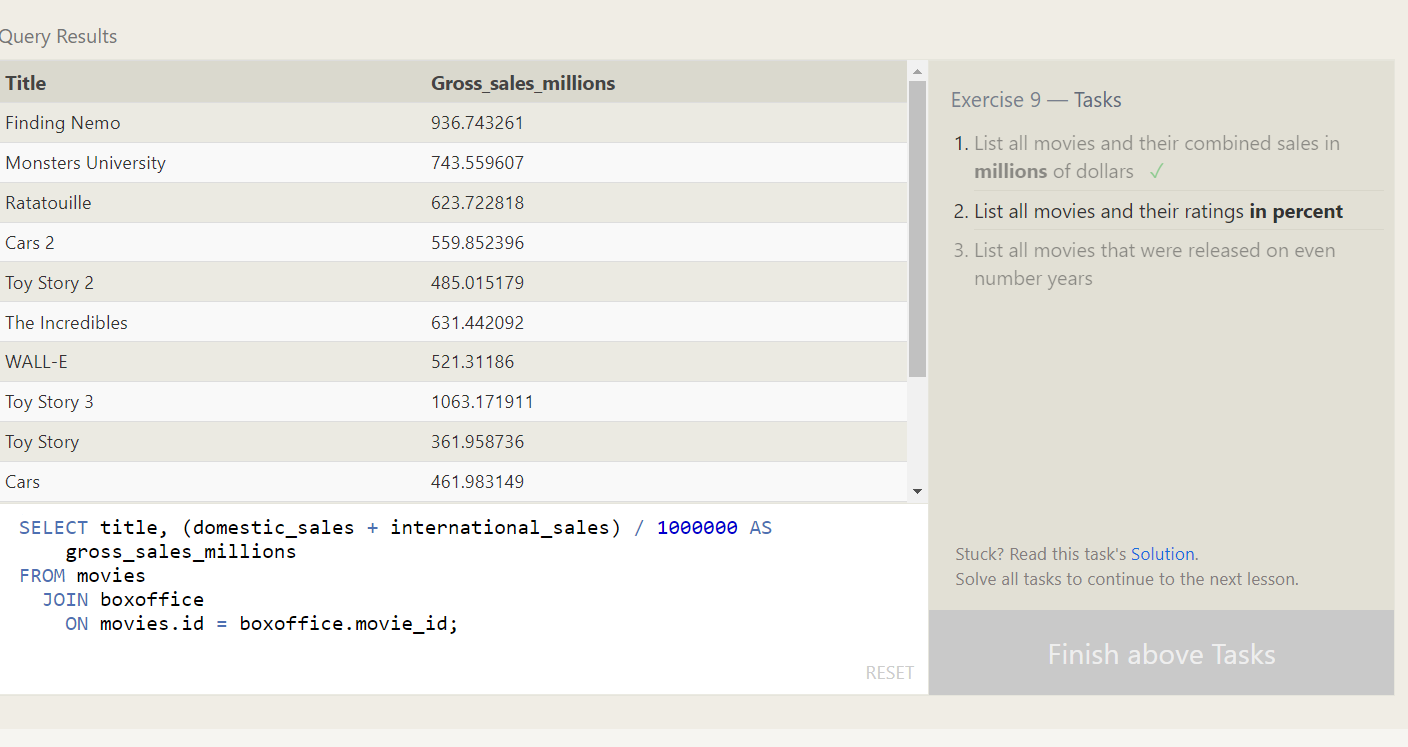 Query Results
Title Gross_sales_millions
Finding Nemo 936.743261
Monsters University 743.559607
Ratatouille 623.722818
Cars 2 559.852396
Toy Story 2 485.015179
The Incredibles 631.442092
WALL-E 521.31186
Toy Story 3 1063.171911
Toy Story 361.958736
Cars 461.983149
SELECT title, (domestic_sales + international_sales) / 1000000 AS
gross_sales_millions
FROM movies
JOIN boxoffice
ON movies.id = boxoffice.movie_id;
RESET
Exercise 9 — Tasks
1. List all movies and their combined sales in
millions of dollars ✓
2. List all movies and their ratings in percent
3. List all movies that were released on even
number years
Stuck? Read this task's Solution.
Solve all tasks to continue to the next lesson.
Finish above Tasks